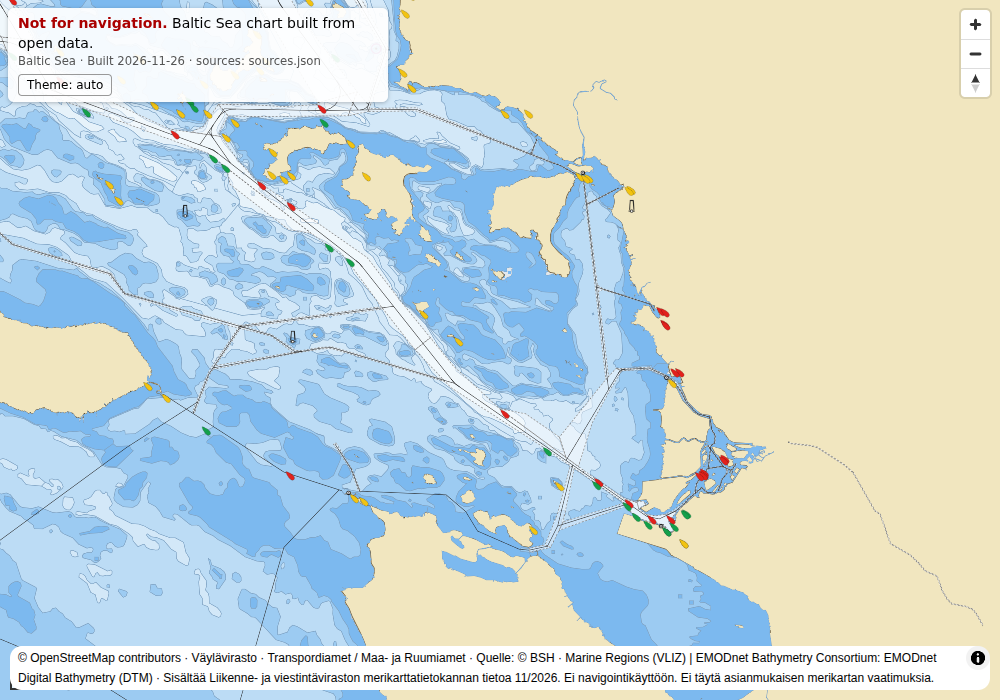 Not for navigation. Baltic Sea chart built from
open data.
Baltic Sea · Built 2026-11-26 · sources: sources.json
Theme: auto
© OpenStreetMap contributors · Väylävirasto · Transpordiamet / Maa- ja Ruumiamet · Quelle: © BSH · Marine Regions (VLIZ) | EMODnet Bathymetry Consortium: EMODnet
Digital Bathymetry (DTM) · Sisältää Liikenne- ja viestintäviraston merikarttatietokannan tietoa 11/2026. Ei navigointikäyttöön. Ei täytä asianmukaisen merikartan vaatimuksia.